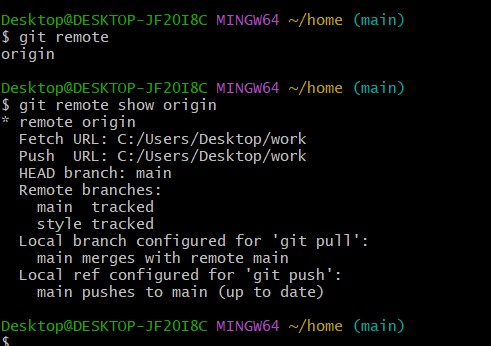 Desktop@DESKTOP-JF2OI8C MINGW64 ~/home (main)
$ git remote
origin
Desktop@DESKTOP-JF2OI8C MINGW64 ~/home (main)
$ git remote show origin
* remote origin
  Fetch URL: C:/Users/Desktop/work
  Push  URL: C:/Users/Desktop/work
  HEAD branch: main
  Remote branches:
    main  tracked
    style tracked
  Local branch configured for 'git pull':
    main merges with remote main
  Local ref configured for 'git push':
    main pushes to main (up to date)
Desktop@DESKTOP-JF2OI8C MINGW64 ~/home (main)
$